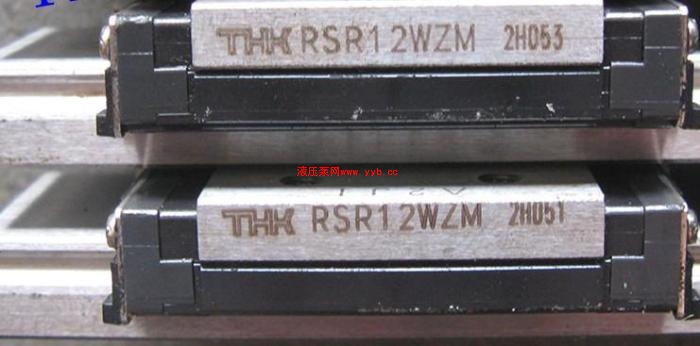 THK RSR12WZM 2H053
液压泵网www.yyb.cc
THK RSR12WZM 2H051